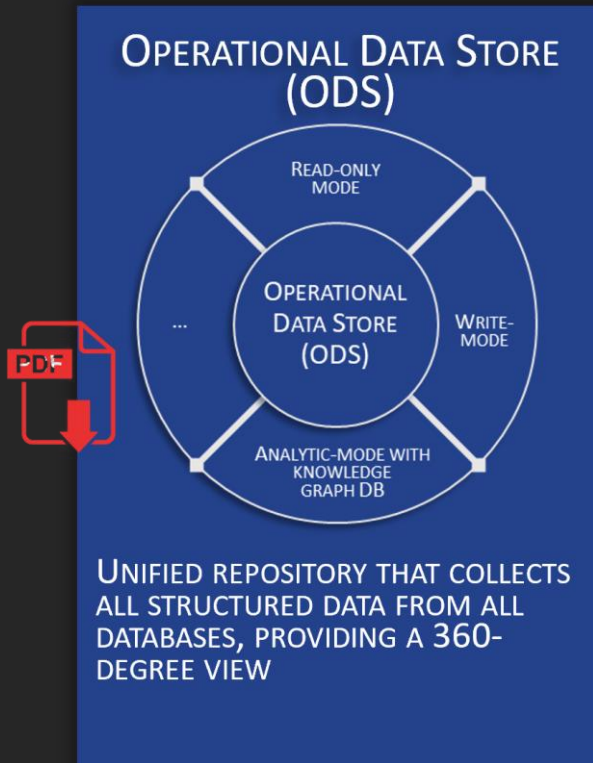 OPERATIONAL DATA STORE
(ODS)
READ-ONLY
MODE
OPERATIONAL
DATA STORE
(ODS)
...
WRITE-
MODE
ANALYTIC-MODE WITH
KNOWLEDGE
GRAPH DB
PDF
UNIFIED REPOSITORY THAT COLLECTS
ALL STRUCTURED DATA FROM ALL
DATABASES, PROVIDING A 360-
DEGREE VIEW